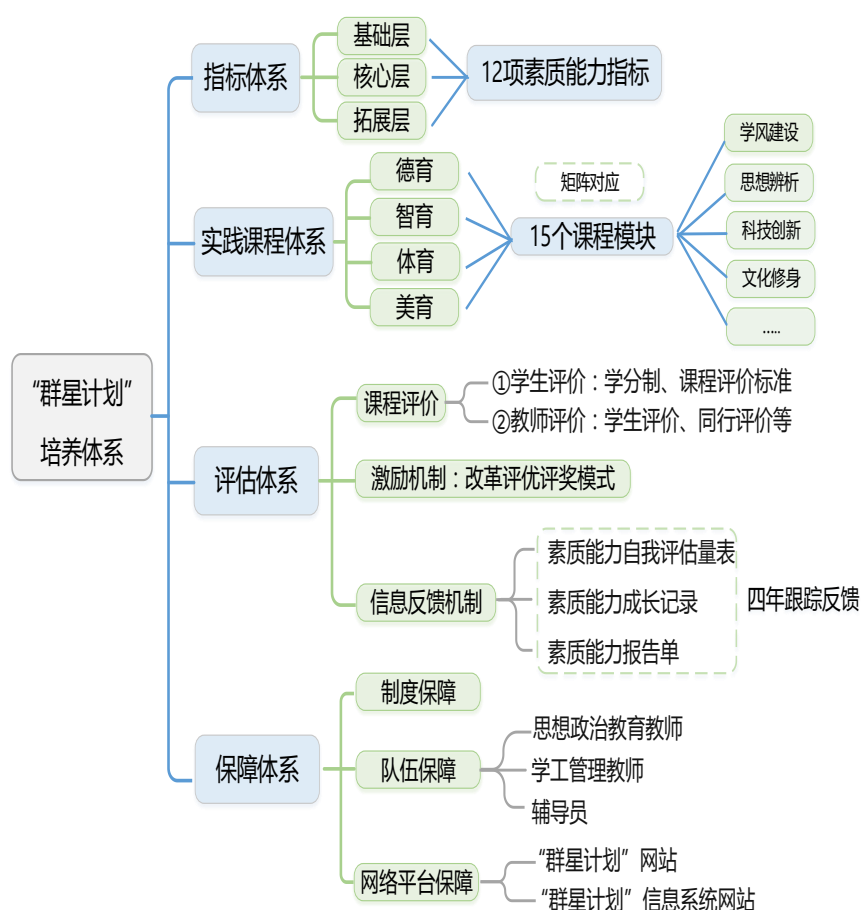 “群星计划”
培养体系
指标体系
基础层
核心层
拓展层
12项素质能力指标
实践课程体系
德育
智育
体育
美育
矩阵对应
15个课程模块
学风建设
思想辨析
科技创新
文化修身
.....
评估体系
课程评价
①学生评价：学分制、课程评价标准
②教师评价：学生评价、同行评价等
激励机制：改革评优评奖模式
信息反馈机制
素质能力自我评估量表
素质能力成长记录
素质能力报告单
四年跟踪反馈
保障体系
制度保障
队伍保障
思想政治教育教师
学工管理教师
辅导员
网络平台保障
“群星计划”网站
“群星计划”信息系统网站